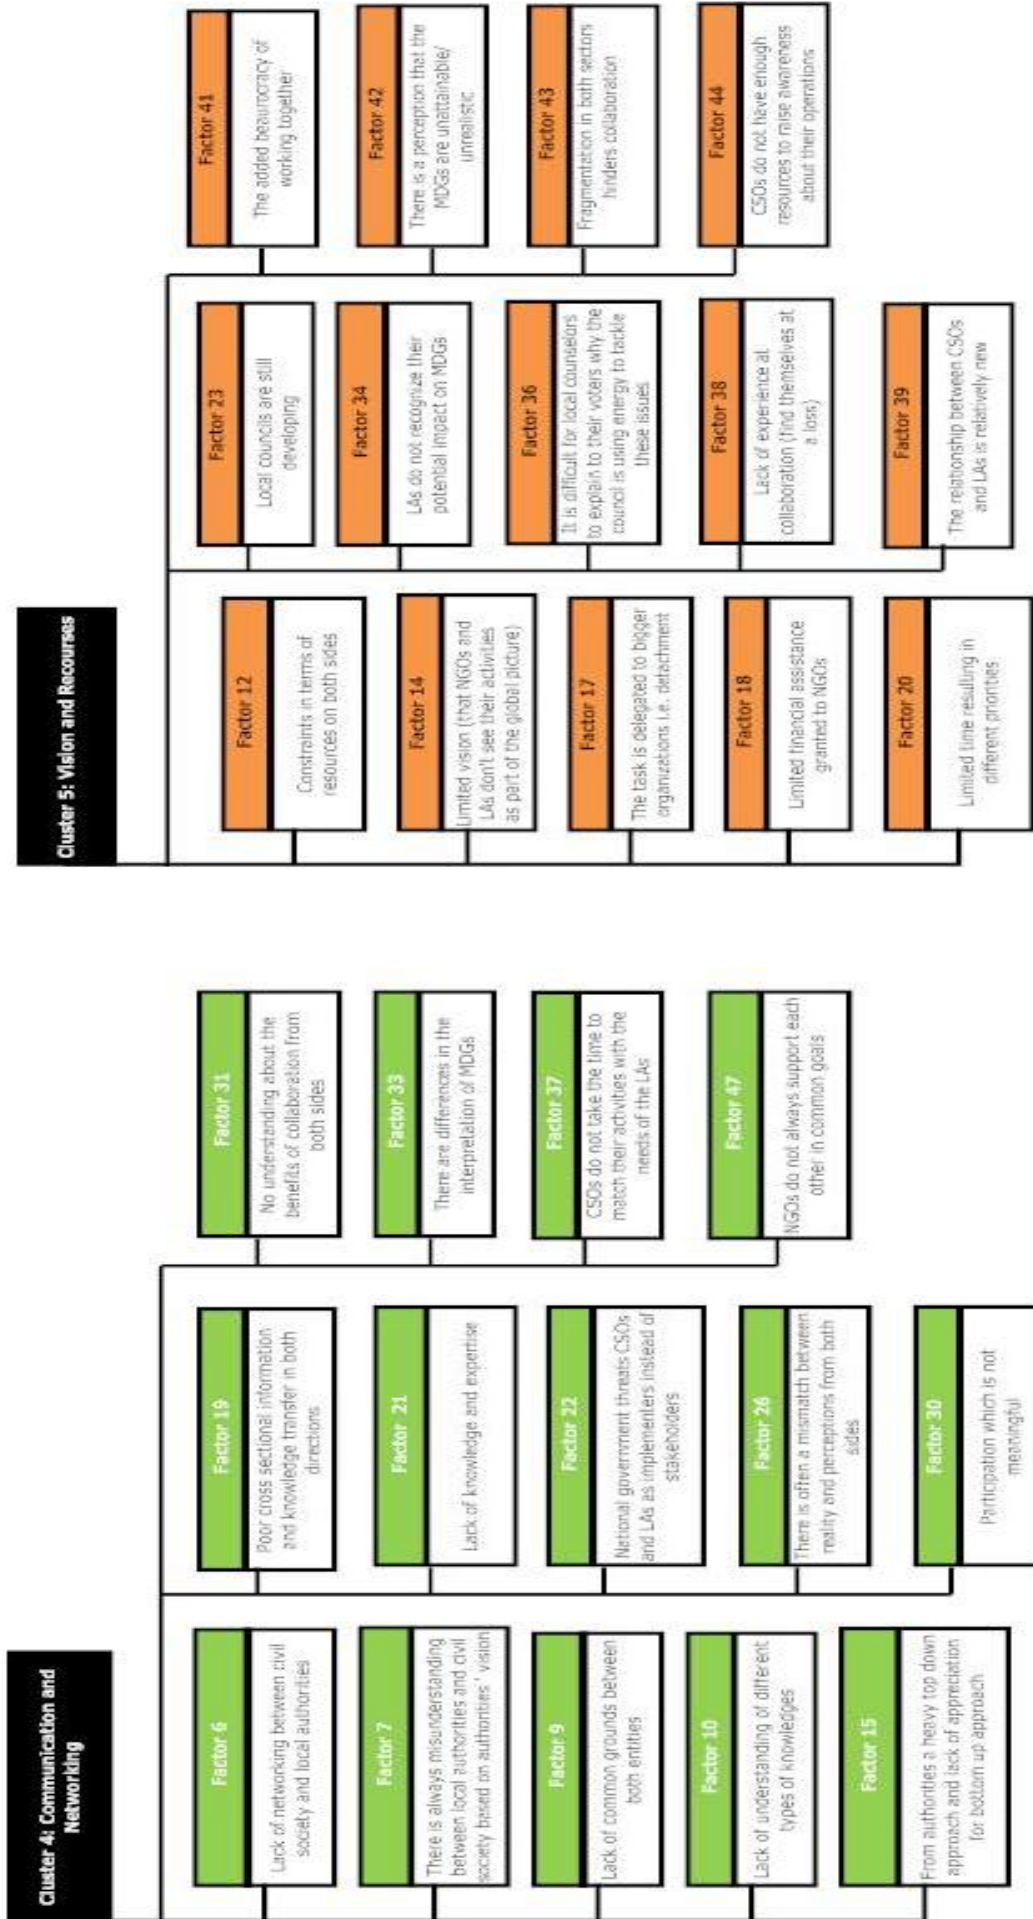 Cluster 4: Communication and
Networking
Factor 6
Lack of networking between civil
society and local authorities
Factor 7
There is always misunderstanding
between local authorities and civil
society based on authorities ' vision
Factor 9
Lack of common grounds between
both entities
Factor 10
Lack of understanding of different
types of knowledges
Factor 15
From authorities a heavy top down
approach and lack of appreciation
for bottom up approach
Factor 19
Poor cross sectional information
and knowledge transfer in both
directions
Factor 21
Lack of knowledge and expertise
Factor 22
National government threats CSOs
and LAs as implementers instead of
stakeholders
Factor 26
There is often a mismatch between
reality and perceptions from both
sides
Factor 30
Participation which is not
meaningful
Factor 31
No understanding about the
benefits of collaboration from
both sides
Factor 33
There are differences in the
interpretation of MDGs
Factor 37
CSOs do not take the time to
match their activities with the
needs of the LAs
Factor 47
NGOs do not always support each
other in common goals
Cluster 5: Vision and Recourses
Factor 12
Constraints in terms of
resources on both sides
Factor 14
Limited vision (that NGOs and
LAs don't see their activities
as part of the global picture)
Factor 17
The task is delegated to bigger
organizations i.e. detachment
Factor 18
Limited financial assistance
granted to NGOs
Factor 20
Limited time resulting in
different priorities
Factor 23
Local councils are still
developing
Factor 34
LAs do not recognize their
potential impact on MDGs
Factor 36
It is difficult for local counselors
to explain to their voters why the
council is using energy to tackle
these issues
Factor 38
Lack of experience at
collaboration (find themselves at
a loss)
Factor 39
The relationship between CSOs
and LAs is relatively new
Factor 41
The added beaurocracy of
working together
Factor 42
There is a perception that the
MDGs are unattainable/
unrealistic
Factor 43
Fragmentation in both sectors
hinders collaboration
Factor 44
CSOs do not have enough
resources to raise awareness
about their operations